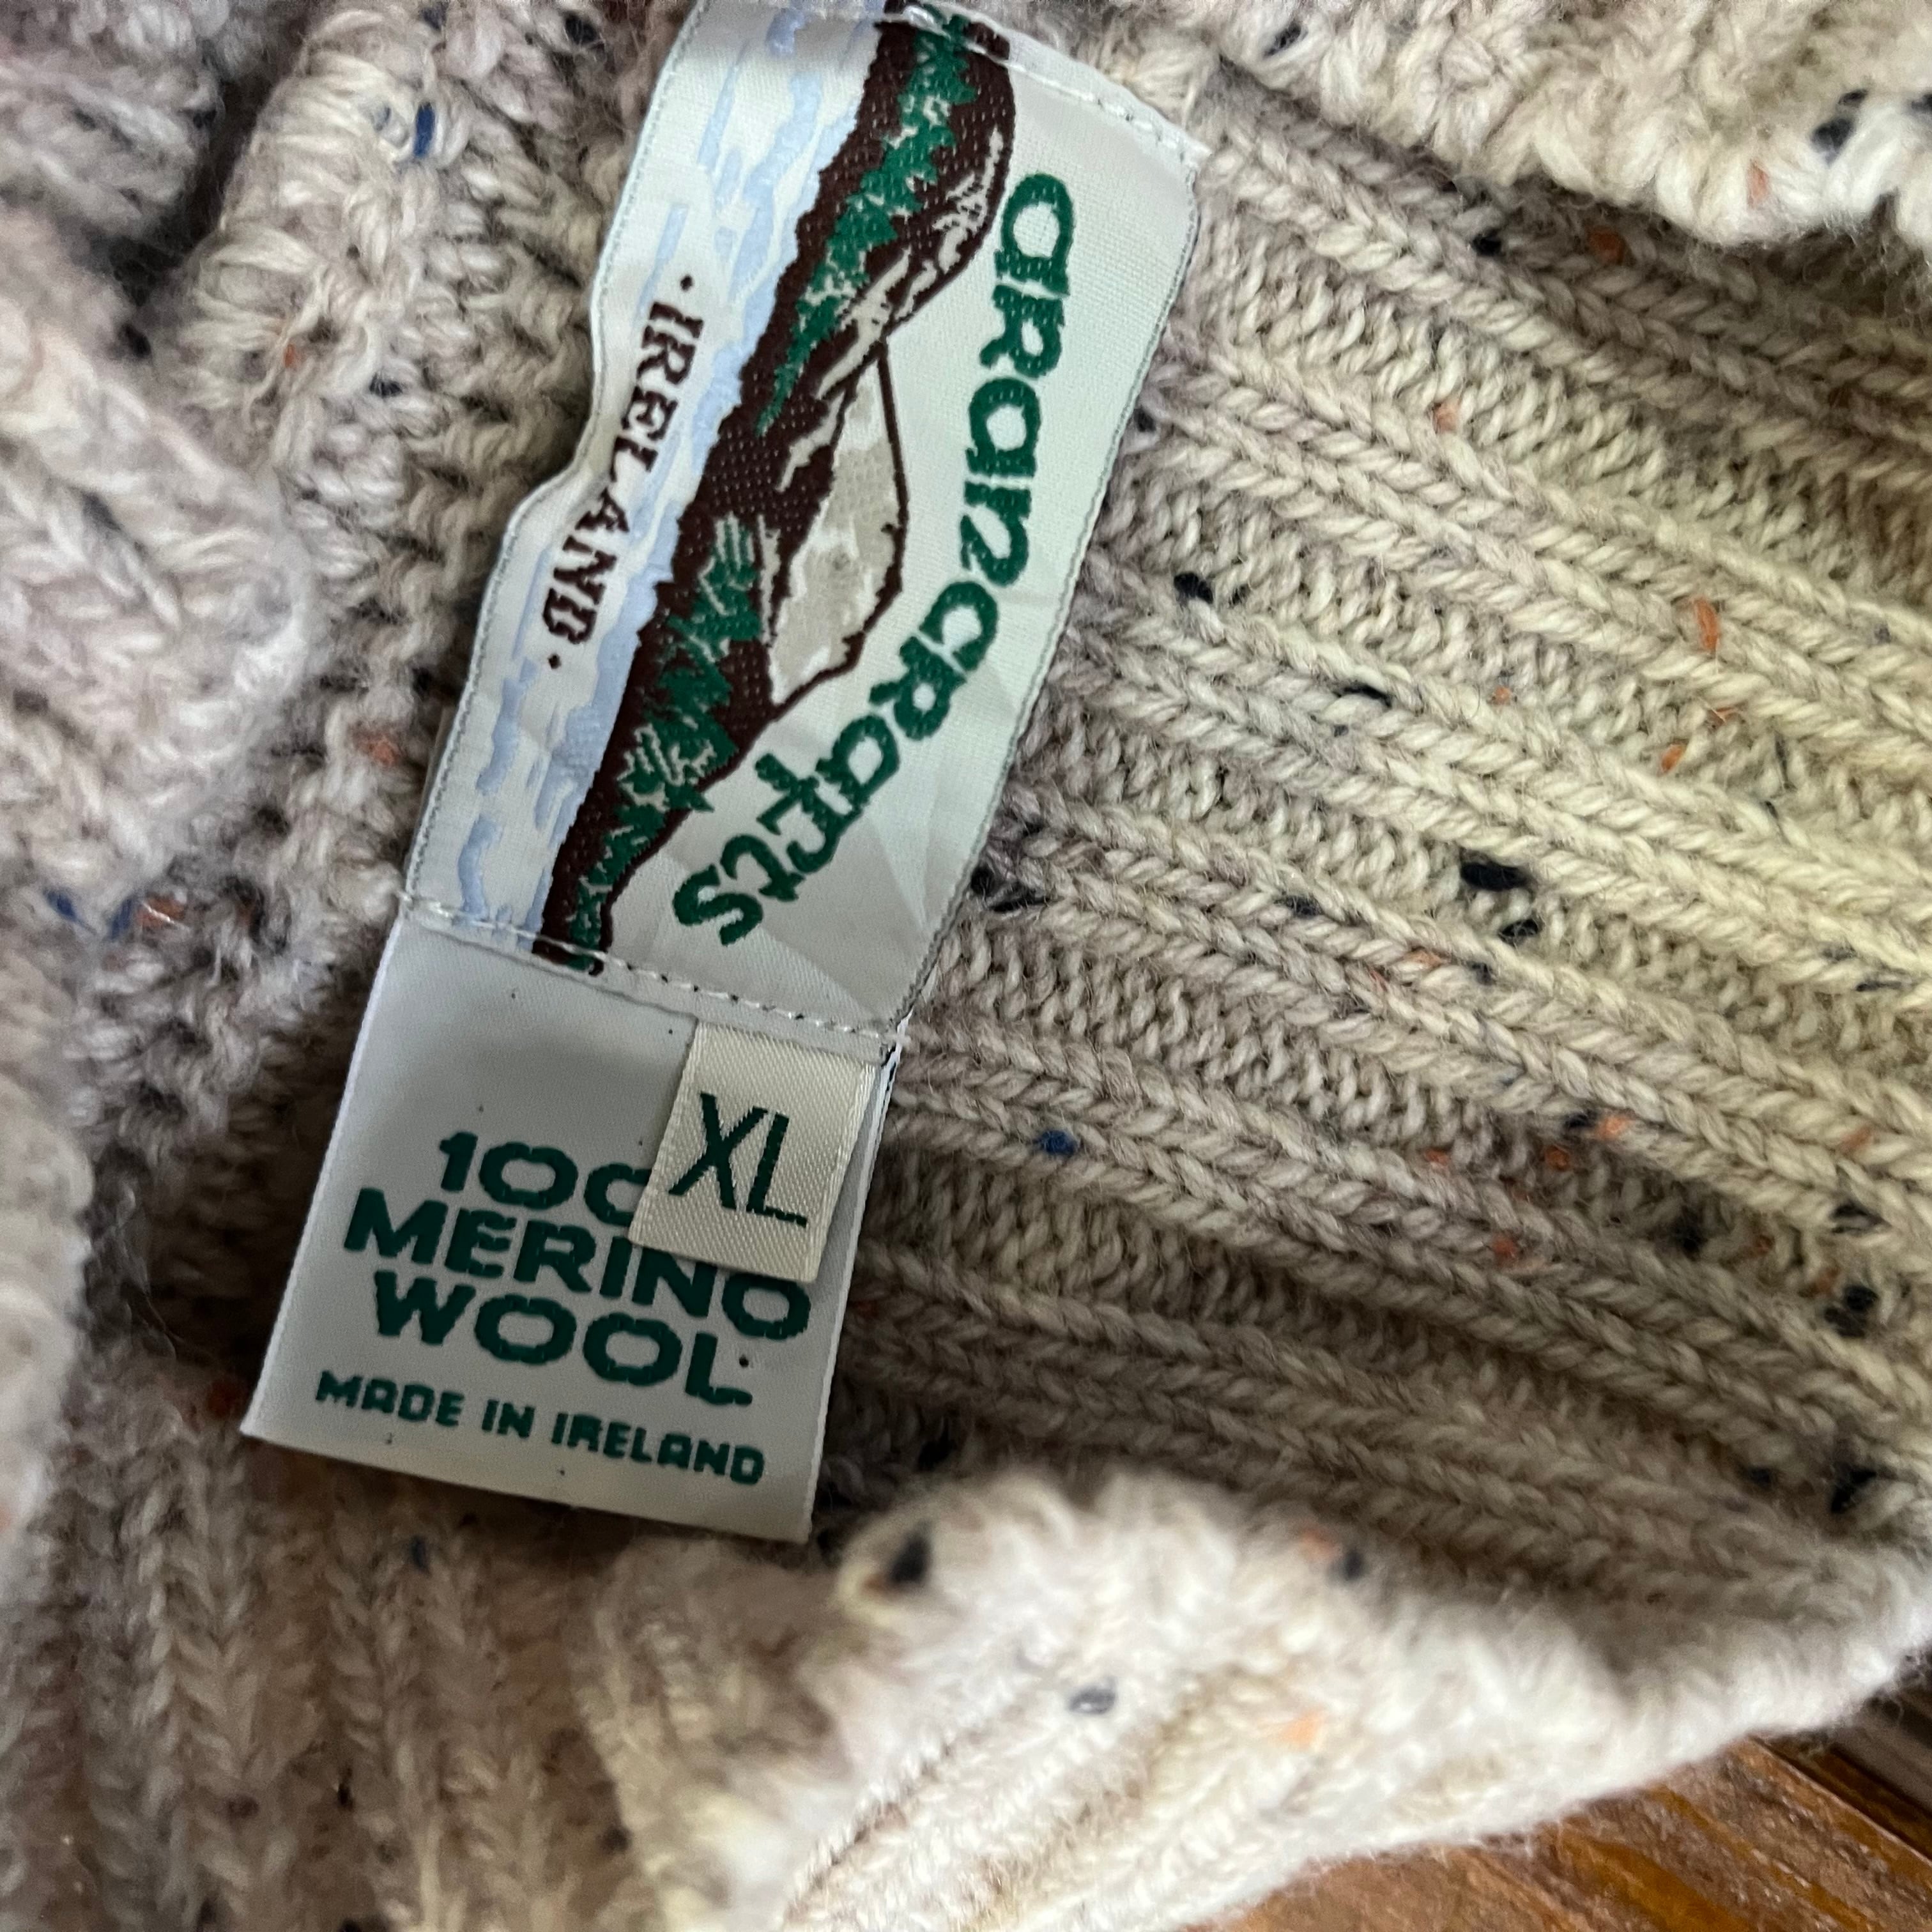 arancrafts
· IRELAND ·
XL
100
MERINO
WOOL
MADE IN IRELAND